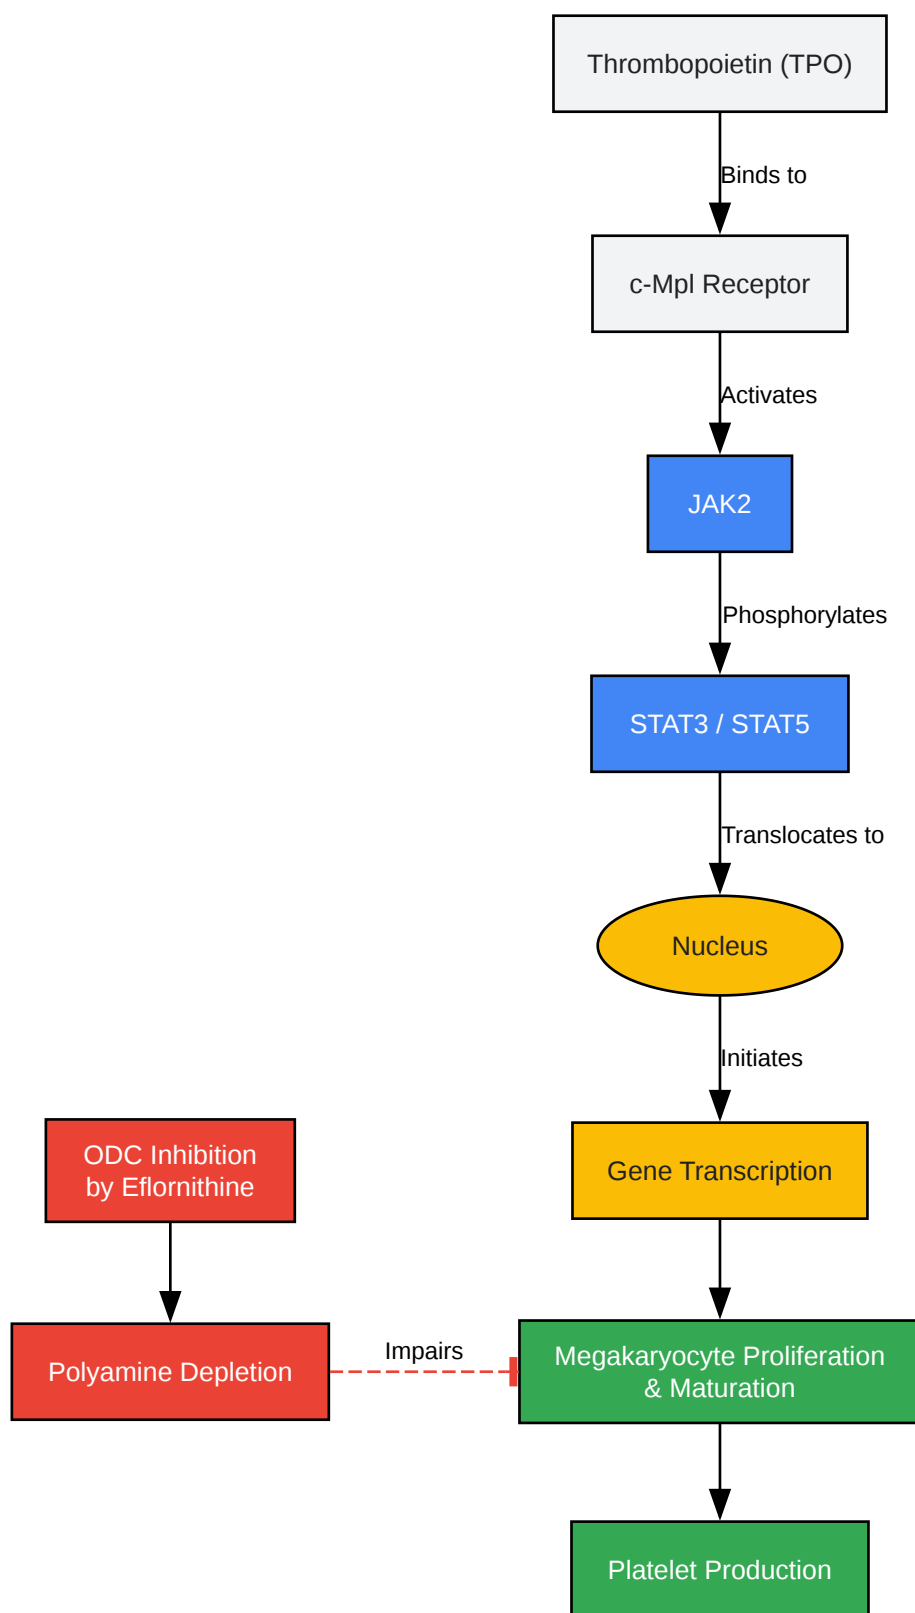 Thrombopoietin (TPO)
Binds to
c-Mpl Receptor
Activates
JAK2
Phosphorylates
STAT3 / STAT5
Translocates to
Nucleus
Initiates
ODC Inhibition
by Eflornithine
Gene Transcription
Polyamine Depletion
Impairs
Megakaryocyte Proliferation
& Maturation
Platelet Production